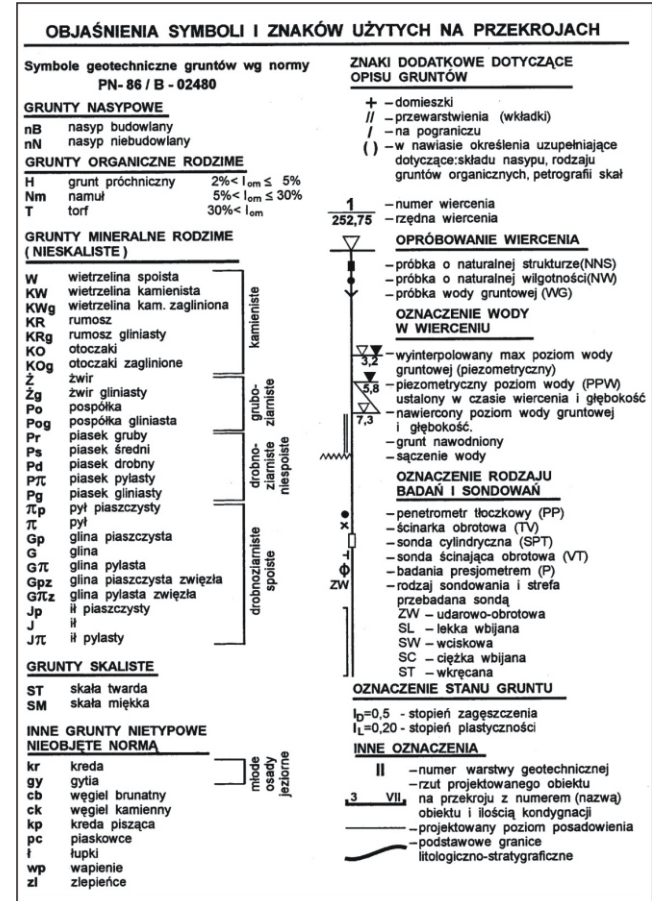 OBJAŚNIENIA SYMBOLI I ZNAKÓW UŻYTYCH NA PRZEKROJACH
Symbole geotechniczne gruntów wg normy
PN- 86 / B - 02480
GRUNTY NASYPOWE
nB nasyp budowlany
nN nasyp niebudowlany
GRUNTY ORGANICZNE RODZIME
H grunt próchniczny 2%< Iom ≤ 5%
Nm namuł 5%< Iom ≤ 30%
T torf 30%< Iom
GRUNTY MINERALNE RODZIME
( NIESKALISTE )
W wietrzelina spoista
KW wietrzelina kamienista
KWg wietrzelina kam. zagliniona
KR rumosz
KRg rumosz gliniasty
KO otoczaki
KOg otoczaki zaglinione
kamieniste
Ż żwir
Żg żwir gliniasty
Po pospółka
Pog pospółka gliniasta
grubo-
ziarniste
Pr piasek gruby
Ps piasek średni
Pd piasek drobny
Pπ piasek pylasty
Pg piasek gliniasty
drobno-
ziarniste
niespoiste
πp pył piaszczysty
π pył
Gp glina piaszczysta
G glina
Gπ glina pylasta
Gpz glina piaszczysta zwięzła
Gπz glina pylasta zwięzła
Jp ił piaszczysty
J ił
Jπ ił pylasty
drobnoziarniste
spoiste
GRUNTY SKALISTE
ST skała twarda
SM skała miękka
INNE GRUNTY NIETYPOWE
NIEOBJĘTE NORMĄ
kr kreda
gy gytia
młode
osady
jeziorne
cb węgiel brunatny
ck węgiel kamienny
kp kreda pisząca
pc piaskowce
ł łupki
wp wapienie
zl zlepieńce
ZNAKI DODATKOWE DOTYCZĄCE
OPISU GRUNTÓW
+ – domieszki
// – przewarstwienia (wkładki)
/ – na pograniczu
( ) – w nawiasie określenia uzupełniające
dotyczące:składu nasypu, rodzaju
gruntów organicznych, petrografii skał
1 – numer wiercenia
252,75 – rzędna wiercenia
OPRÓBOWANIE WIERCENIA
– próbka o naturalnej strukturze(NNS)
– próbka o naturalnej wilgotności(NW)
– próbka wody gruntowej (WG)
OZNACZENIE WODY
W WIERCENIU
3,2 – wyinterpolowany max poziom wody
gruntowej (piezometryczny)
5,8 – piezometryczny poziom wody (PPW)
ustalony w czasie wiercenia i głębokość
7,3 – nawiercony poziom wody gruntowej
i głębokość.
– grunt nawodniony
– sączenie wody
OZNACZENIE RODZAJU
BADAŃ I SONDOWAŃ
– penetrometr tłoczkowy (PP)
x – ścinarka obrotowa (TV)
– sonda cylindryczna (SPT)
– sonda ścinająca obrotowa (VT)
– badania presjometrem (P)
ZW – rodzaj sondowania i strefa
przebadana sondą
ZW – udarowo-obrotowa
SL – lekka wbijana
SW – wciskowa
SC – ciężka wbijana
ST – wkręcana
OZNACZENIE STANU GRUNTU
ID=0,5 - stopień zagęszczenia
IL=0,20 - stopień plastyczności
INNE OZNACZENIA
II – numer warstwy geotechnicznej
– rzut projektowanego obiektu
3 VII na przekroju z numerem (nazwą)
obiektu i ilością kondygnacji
– projektowany poziom posadowienia
– podstawowe granice
litologiczno-stratygraficzne